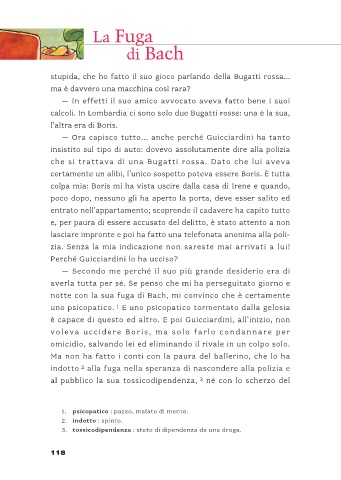 La Fuga
di Bach
stupida, che ho fatto il suo gioco parlando della Bugatti rossa...
ma è davvero una macchina così rara?
— In effetti il suo amico avvocato aveva fatto bene i suoi
calcoli. In Lombardia ci sono solo due Bugatti rosse: una è la sua,
l'altra era di Boris.
— Ora capisco tutto... anche perché Guicciardini ha tanto
insistito sul tipo di auto: dovevo assolutamente dire alla polizia
che si trattava di una Bugatti rossa. Dato che lui aveva
certamente un alibi, l'unico sospetto poteva essere Boris. È tutta
colpa mia: Boris mi ha vista uscire dalla casa di Irene e quando,
poco dopo, nessuno gli ha aperto la porta, deve esser salito ed
entrato nell'appartamento; scoprendo il cadavere ha capito tutto
e, per paura di essere accusato del delitto, è stato attento a non
lasciare impronte e poi ha fatto una telefonata anonima alla poli-
zia. Senza la mia indicazione non sareste mai arrivati a lui!
Perché Guicciardini lo ha ucciso?
— Secondo me perché il suo più grande desiderio era di
averla tutta per sé. Se penso che mi ha perseguitato giorno e
notte con la sua fuga di Bach, mi convinco che è certamente
uno psicopatico. 1 E uno psicopatico tormentato dalla gelosia
è capace di questo ed altro. E poi Guicciardini, all'inizio, non
voleva uccidere Boris, ma solo farlo condannare per
omicidio, salvando lei ed eliminando il rivale in un colpo solo.
Ma non ha fatto i conti con la paura del ballerino, che lo ha
indotto 2 alla fuga nella speranza di nascondere alla polizia e
al pubblico la sua tossicodipendenza, 3 né con lo scherzo del
1. psicopatico : pazzo, malato di mente.
2. indotto : spinto.
3. tossicodipendenza : stato di dipendenza da una droga.
118